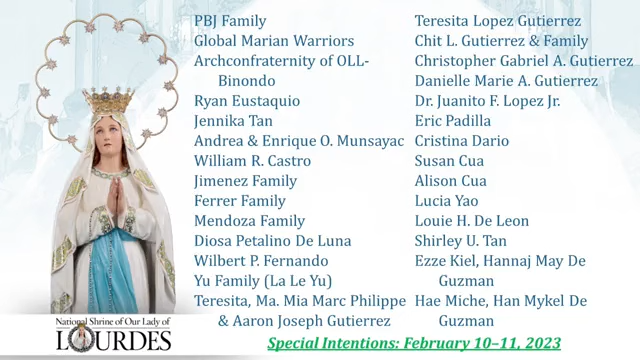 PBJ Family
Global Marian Warriors
Archconfraternity of OLL-
Binondo
Ryan Eustaquio
Jennika Tan
Andrea & Enrique O. Munsayac
William R. Castro
Jimenez Family
Ferrer Family
Mendoza Family
Diosa Petalino De Luna
Wilbert P. Fernando
Yu Family (La Le Yu)
Teresita, Ma. Mia Marc Philippe
& Aaron Joseph Gutierrez
Teresita Lopez Gutierrez
Chit L. Gutierrez & Family
Christopher Gabriel A. Gutierrez
Danielle Marie A. Gutierrez
Dr. Juanito F. Lopez Jr.
Eric Padilla
Cristina Dario
Susan Cua
Alison Cua
Lucia Yao
Louie H. De Leon
Shirley U. Tan
Ezze Kiel, Hannaj May De
Guzman
Hae Miche, Han Mykel De
Guzman
National Shrine of Our Lady of
LOURDES
Special Intentions: February 10–11, 2023